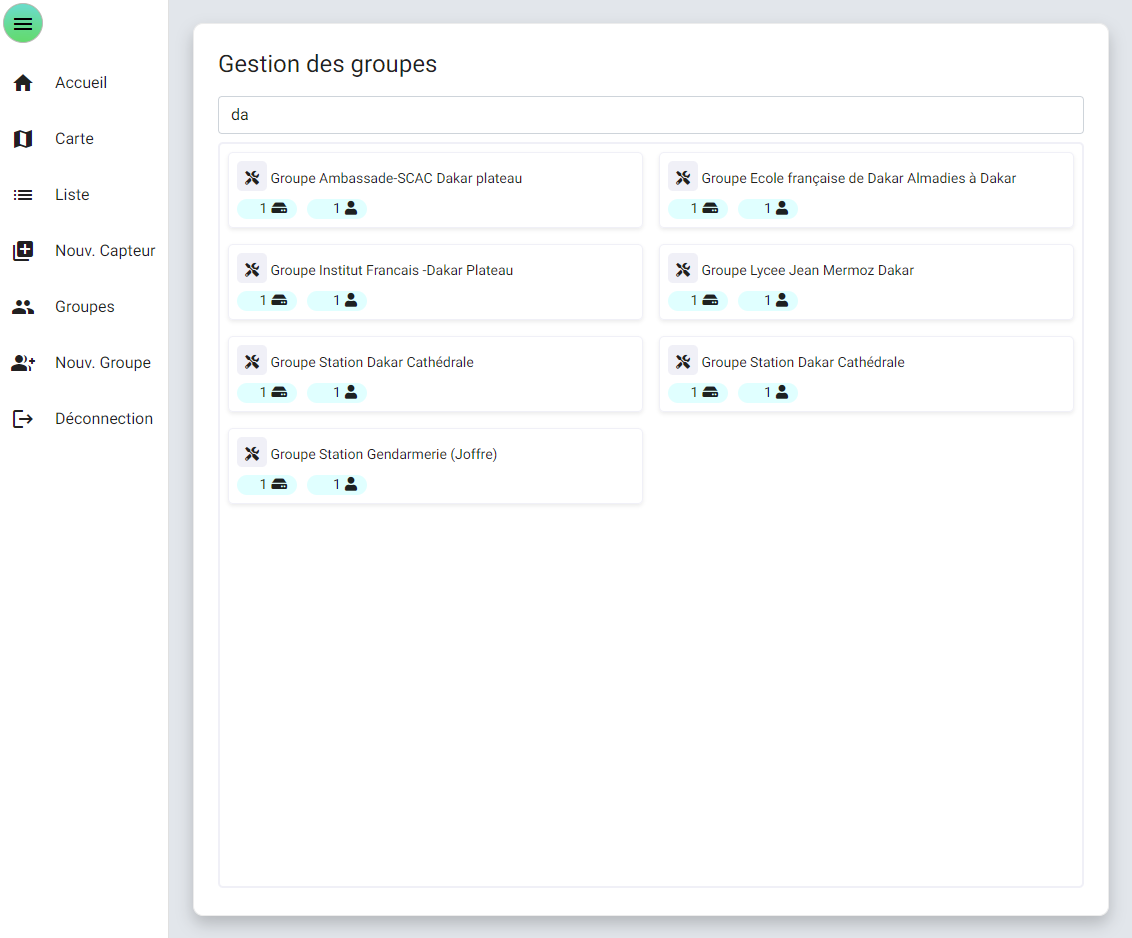 Accueil
Carte
Liste
Nouv. Capteur
Groupes
Nouv. Groupe
Déconnection
Gestion des groupes
da
Groupe Ambassade-SCAC Dakar plateau
1 1
Groupe Ecole française de Dakar Almadies à Dakar
1 1
Groupe Institut Francais -Dakar Plateau
1 1
Groupe Lycee Jean Mermoz Dakar
1 1
Groupe Station Dakar Cathédrale
1 1
Groupe Station Dakar Cathédrale
1 1
Groupe Station Gendarmerie (Joffre)
1 1